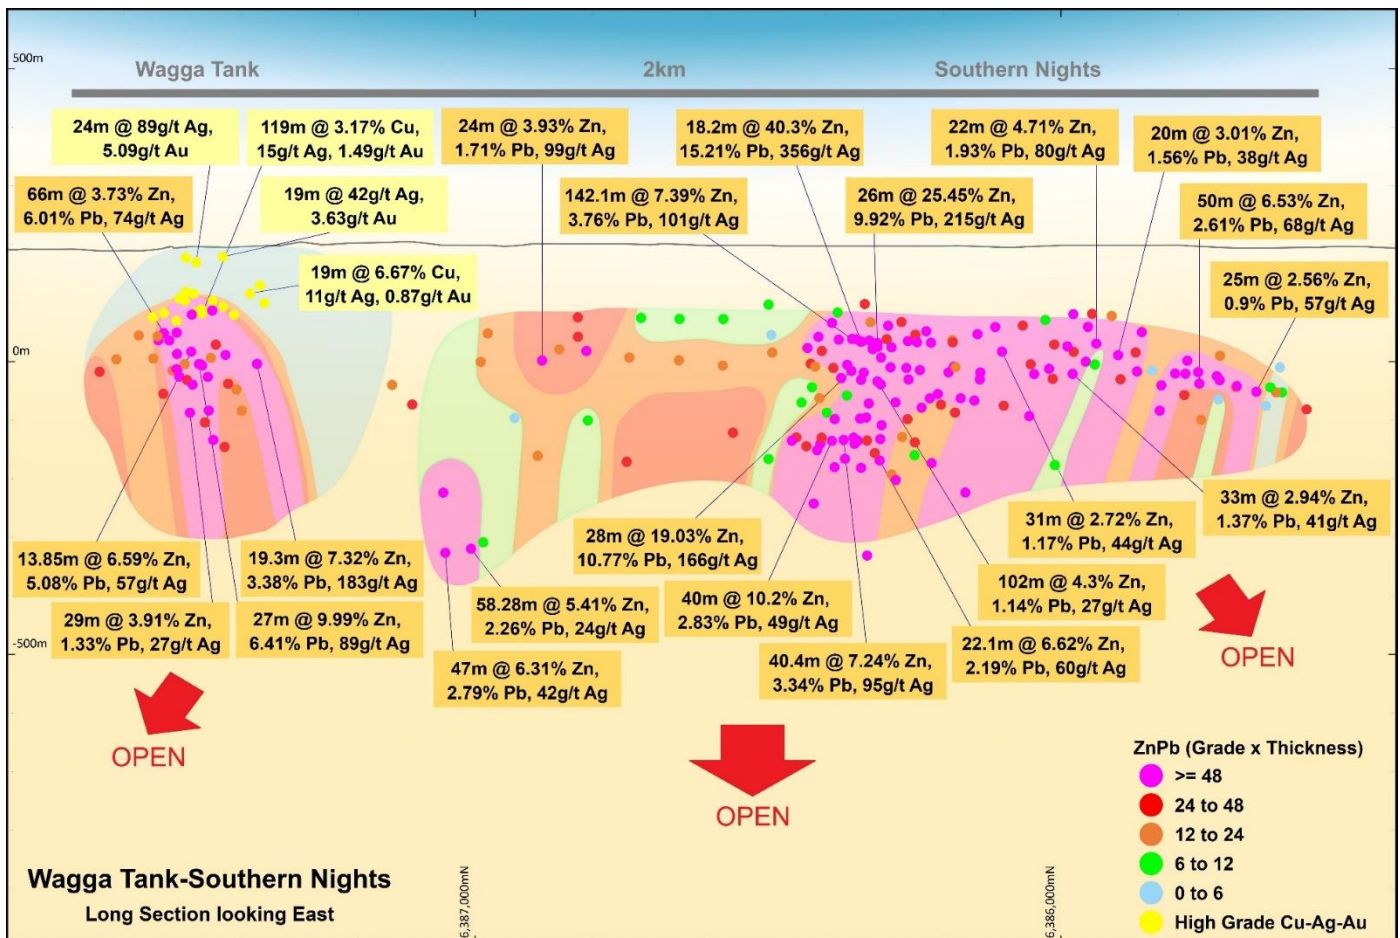 500m
Wagga Tank
2km
Southern Nights
24m @ 89g/t Ag,
5.09g/t Au
119m @ 3.17% Cu,
15g/t Ag, 1.49g/t Au
24m @ 3.93% Zn,
1.71% Pb, 99g/t Ag
18.2m @ 40.3% Zn,
15.21% Pb, 356g/t Ag
22m @ 4.71% Zn,
1.93% Pb, 80g/t Ag
20m @ 3.01% Zn,
1.56% Pb, 38g/t Ag
66m @ 3.73% Zn,
6.01% Pb, 74g/t Ag
19m @ 42g/t Ag,
3.63g/t Au
142.1m @ 7.39% Zn,
3.76% Pb, 101g/t Ag
26m @ 25.45% Zn,
9.92% Pb, 215g/t Ag
50m @ 6.53% Zn,
2.61% Pb, 68g/t Ag
19m @ 6.67% Cu,
11g/t Ag, 0.87g/t Au
25m @ 2.56% Zn,
0.9% Pb, 57g/t Ag
0m
13.85m @ 6.59% Zn,
5.08% Pb, 57g/t Ag
19.3m @ 7.32% Zn,
3.38% Pb, 183g/t Ag
28m @ 19.03% Zn,
10.77% Pb, 166g/t Ag
31m @ 2.72% Zn,
1.17% Pb, 44g/t Ag
33m @ 2.94% Zn,
1.37% Pb, 41g/t Ag
29m @ 3.91% Zn,
1.33% Pb, 27g/t Ag
27m @ 9.99% Zn,
6.41% Pb, 89g/t Ag
58.28m @ 5.41% Zn,
2.26% Pb, 24g/t Ag
40m @ 10.2% Zn,
2.83% Pb, 49g/t Ag
102m @ 4.3% Zn,
1.14% Pb, 27g/t Ag
47m @ 6.31% Zn,
2.79% Pb, 42g/t Ag
40.4m @ 7.24% Zn,
3.34% Pb, 95g/t Ag
22.1m @ 6.62% Zn,
2.19% Pb, 60g/t Ag
-500m
OPEN
OPEN
OPEN
ZnPb (Grade x Thickness)
>= 48
24 to 48
12 to 24
6 to 12
0 to 6
High Grade Cu-Ag-Au
Wagga Tank-Southern Nights
Long Section looking East
6,387,000mN
6,386,000mN